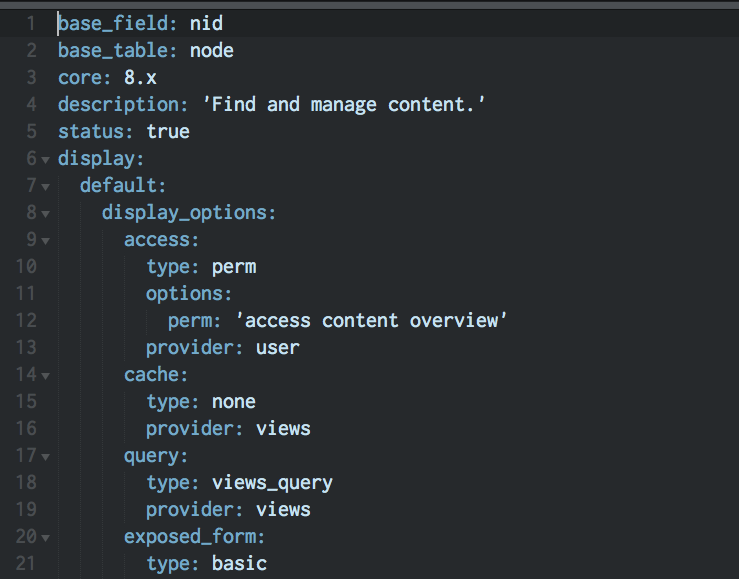 1 base_field: nid
2 base_table: node
3 core: 8.x
4 description: 'Find and manage content.'
5 status: true
6 display:
7   default:
8     display_options:
9       access:
10         type: perm
11         options:
12           perm: 'access content overview'
13         provider: user
14       cache:
15         type: none
16         provider: views
17       query:
18         type: views_query
19         provider: views
20       exposed_form:
21         type: basic